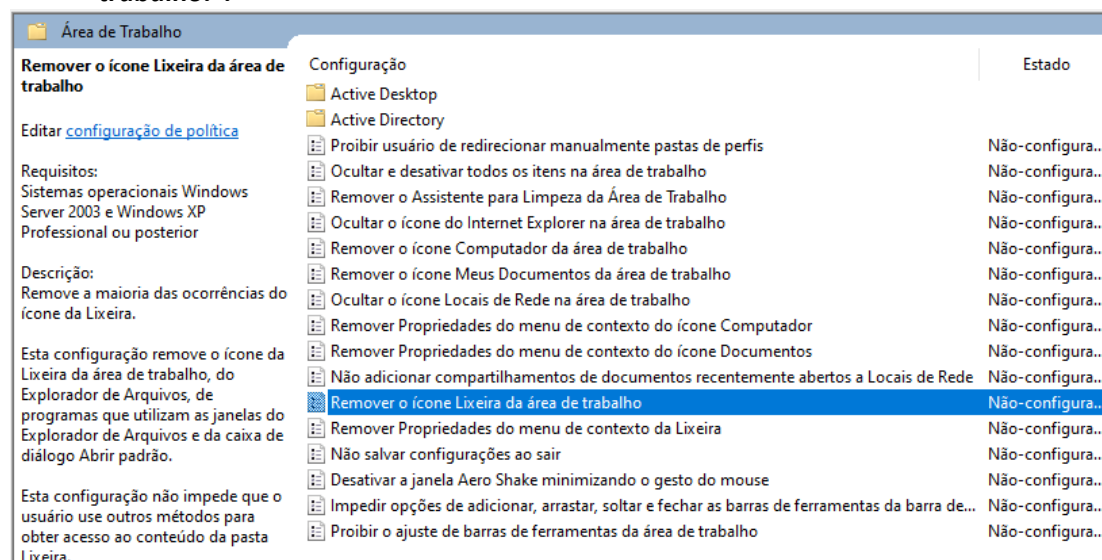 Área de Trabalho
Remover o ícone Lixeira da área de
trabalho
Editar configuração de política
Requisitos:
Sistemas operacionais Windows
Server 2003 e Windows XP
Professional ou posterior
Descrição:
Remove a maioria das ocorrências do
ícone da Lixeira.
Esta configuração remove o ícone da
Lixeira da área de trabalho, do
Explorador de Arquivos, de
programas que utilizam as janelas do
Explorador de Arquivos e da caixa de
diálogo Abrir padrão.
Esta configuração não impede que o
usuário use outros métodos para
obter acesso ao conteúdo da pasta
Lixeira.
Configuração Estado
Active Desktop
Active Directory
Proibir usuário de redirecionar manualmente pastas de perfis Não-configura...
Ocultar e desativar todos os itens na área de trabalho Não-configura...
Remover o Assistente para Limpeza da Área de Trabalho Não-configura...
Ocultar o ícone do Internet Explorer na área de trabalho Não-configura...
Remover o ícone Computador da área de trabalho Não-configura...
Remover o ícone Meus Documentos da área de trabalho Não-configura...
Ocultar o ícone Locais de Rede na área de trabalho Não-configura...
Remover Propriedades do menu de contexto do ícone Computador Não-configura...
Remover Propriedades do menu de contexto do ícone Documentos Não-configura...
Não adicionar compartilhamentos de documentos recentemente abertos a Locais de Rede Não-configura...
Remover o ícone Lixeira da área de trabalho Não-configura...
Remover Propriedades do menu de contexto da Lixeira Não-configura...
Não salvar configurações ao sair Não-configura...
Desativar a janela Aero Shake minimizando o gesto do mouse Não-configura...
Impedir opções de adicionar, arrastar, soltar e fechar as barras de ferramentas da barra de... Não-configura...
Proibir o ajuste de barras de ferramentas da área de trabalho Não-configura...